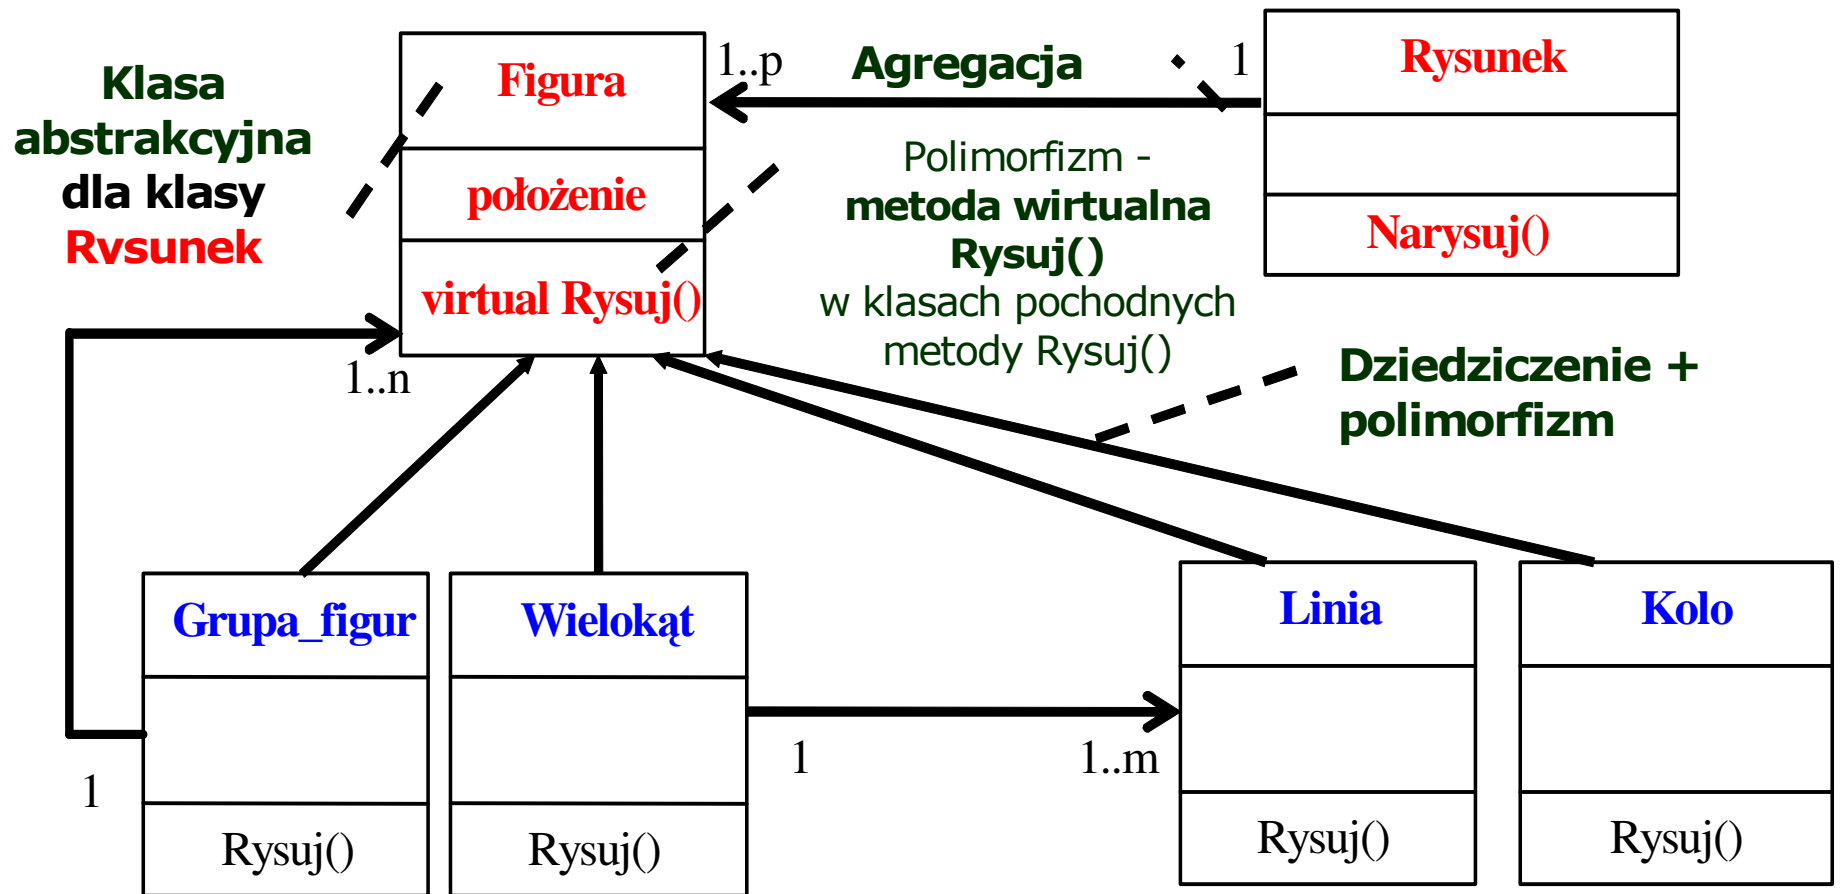 Klasa
abstrakcyjna
dla klasy
Rysunek
Figura
położenie
virtual Rysuj()
1..p
Agregacja
1
Rysunek
Narysuj()
Polimorfizm -
metoda wirtualna
Rysuj()
w klasach pochodnych
metody Rysuj()
1..n
Dziedziczenie +
polimorfizm
Grupa_figur
Rysuj()
1
Wielokąt
Rysuj()
1
1..m
Linia
Rysuj()
Kolo
Rysuj()